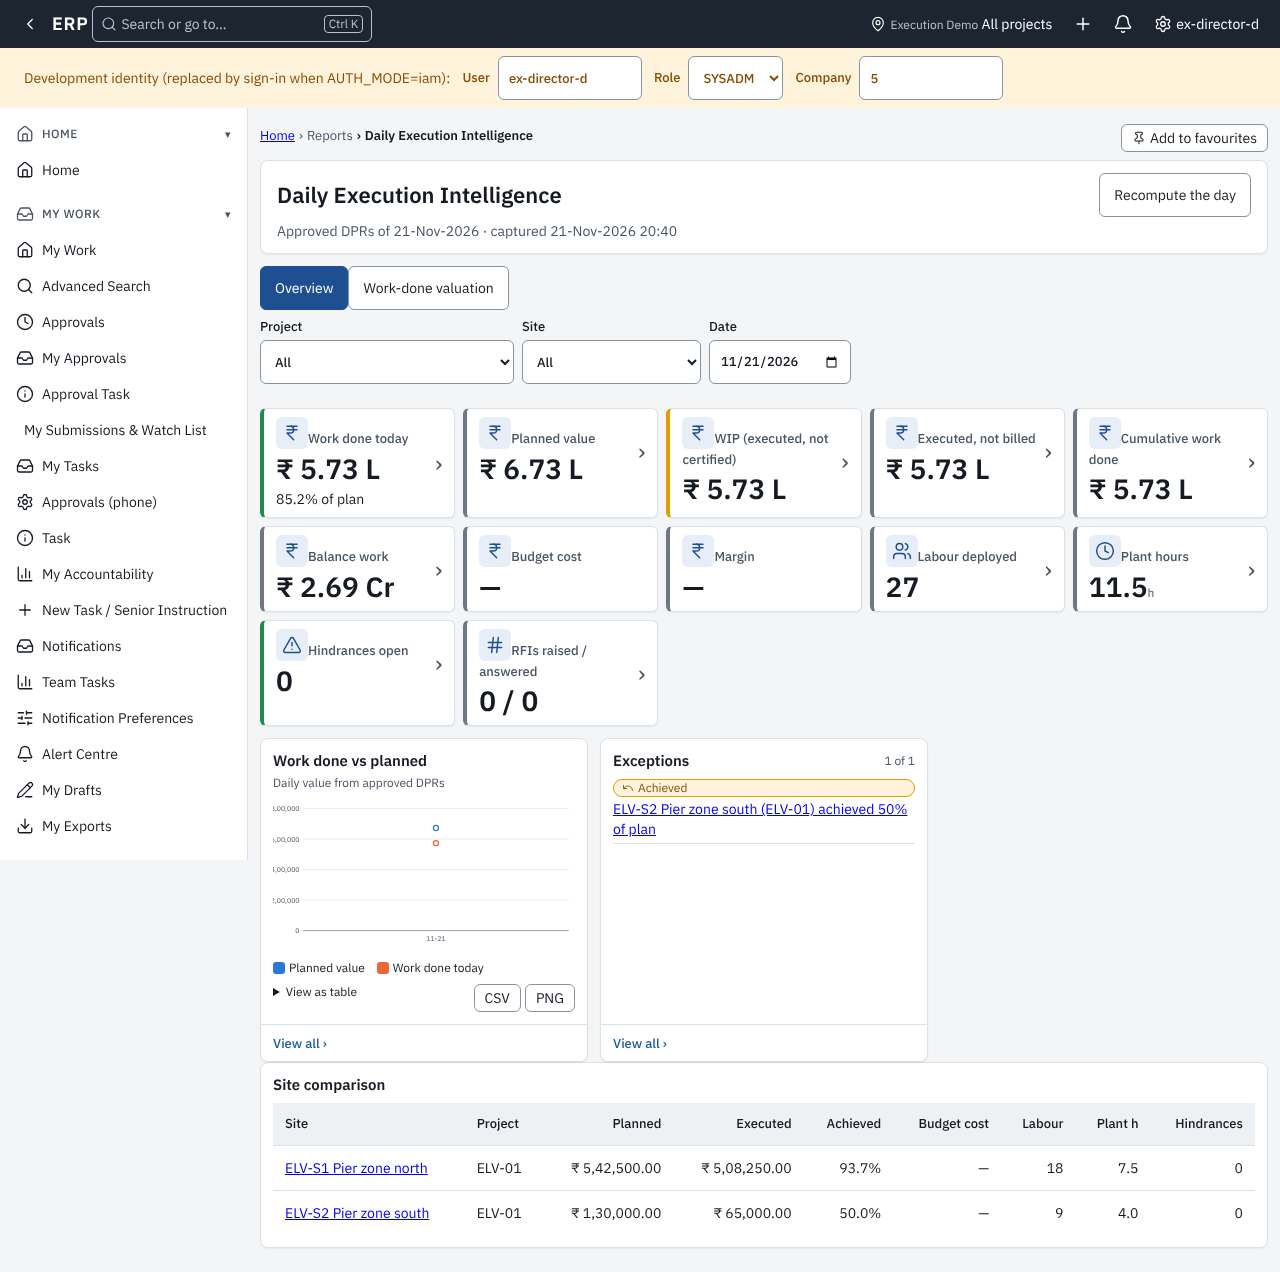 ERP
Search or go to...
Ctrl K
Execution Demo All projects
ex-director-d
Development identity (replaced by sign-in when AUTH_MODE=iam):
User
ex-director-d
Role
SYSADM
Company
5
HOME
Home
MY WORK
My Work
Advanced Search
Approvals
My Approvals
Approval Task
My Submissions & Watch List
My Tasks
Approvals (phone)
Task
My Accountability
New Task / Senior Instruction
Notifications
Team Tasks
Notification Preferences
Alert Centre
My Drafts
My Exports
Home › Reports › Daily Execution Intelligence
Add to favourites
Daily Execution Intelligence
Recompute the day
Approved DPRs of 21-Nov-2026 · captured 21-Nov-2026 20:40
Overview
Work-done valuation
Project
Site
Date
All
All
11/21/2026
Work done today
₹ 5.73 L
85.2% of plan
Planned value
₹ 6.73 L
WIP (executed, not
certified)
₹ 5.73 L
Executed, not billed
₹ 5.73 L
Cumulative work
done
₹ 5.73 L
Balance work
₹ 2.69 Cr
Budget cost
—
Margin
—
Labour deployed
27
Plant hours
11.5h
Hindrances open
0
RFIs raised /
answered
0 / 0
Work done vs planned
Daily value from approved DPRs
,00,000
,00,000
,00,000
,00,000
0
11-21
Planned value
Work done today
View as table
CSV
PNG
View all ›
Exceptions
1 of 1
Achieved
ELV-S2 Pier zone south (ELV-01) achieved 50%
of plan
View all ›
Site comparison
Site Project Planned Executed Achieved Budget cost Labour Plant h Hindrances
ELV-S1 Pier zone north ELV-01 ₹ 5,42,500.00 ₹ 5,08,250.00 93.7% — 18 7.5 0
ELV-S2 Pier zone south ELV-01 ₹ 1,30,000.00 ₹ 65,000.00 50.0% — 9 4.0 0